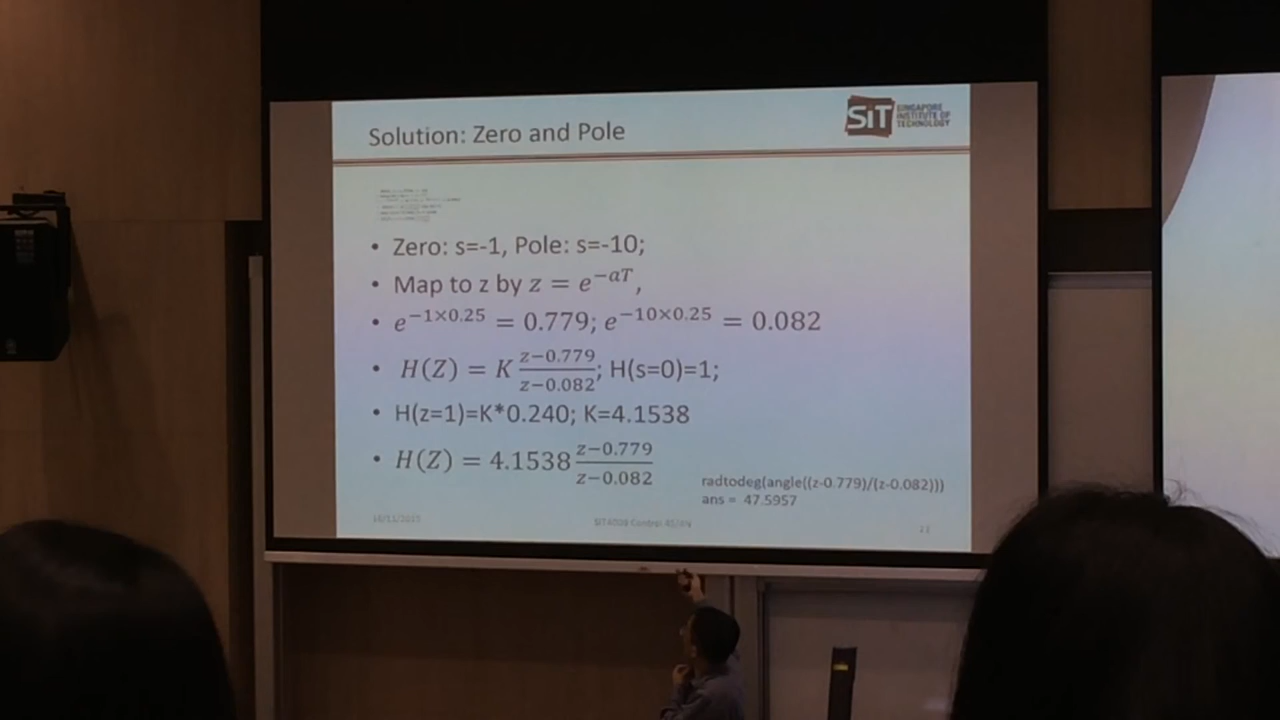 Solution: Zero and Pole
SiT SINGAPORE
INSTITUTE OF
TECHNOLOGY
• Zero: s=-1, Pole: s=-10;
• Map to z by z = e^{-aT},
• e^{-1×0.25} = 0.779; e^{-10×0.25} = 0.082
• H(Z) = K \frac{z-0.779}{z-0.082}; H(s=0)=1;
• H(z=1)=K*0.240; K=4.1538
• H(Z) = 4.1538 \frac{z-0.779}{z-0.082}
radtodeg(angle((z-0.779)/(z-0.082)))
ans = 47.5957